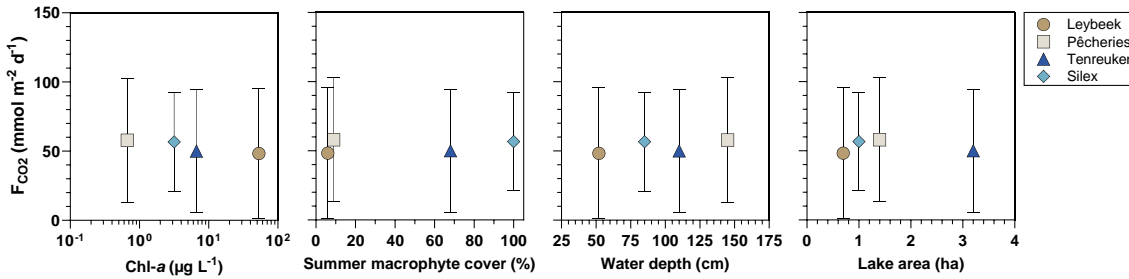 F_CO2 (mmol m⁻² d⁻¹)
150
100
50
0
10⁻¹ 10⁰ 10¹ 10²
Chl-a (µg L⁻¹)
0 20 40 60 80 100
Summer macrophyte cover (%)
25 50 75 100 125 150 175
Water depth (cm)
0 1 2 3 4
Lake area (ha)
Leybeek
Pêcheries
Tenreuken
Silex